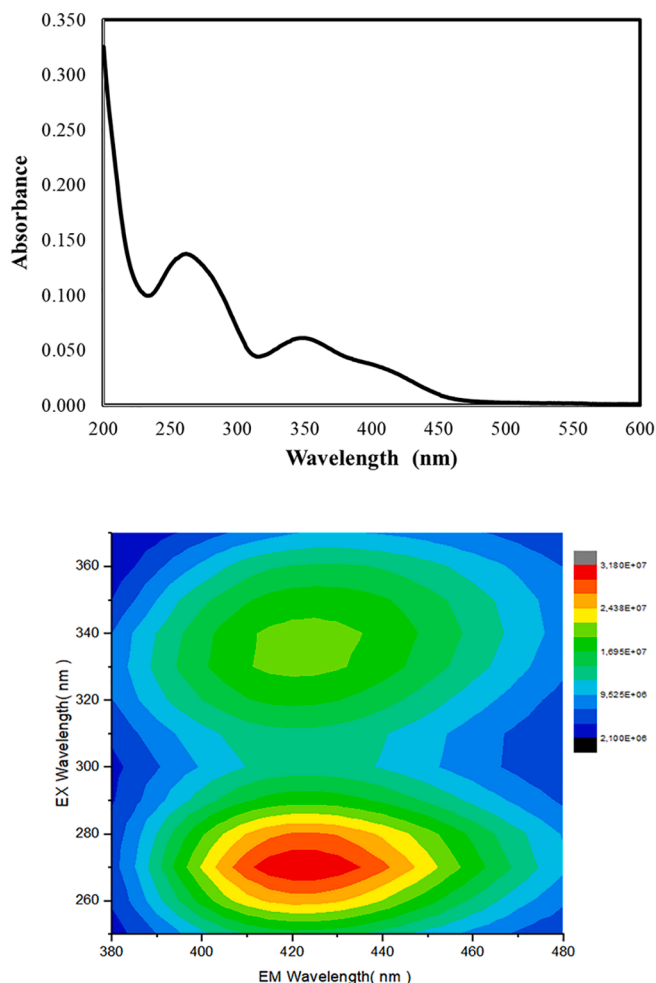 0.350
0.300
0.250
0.200
0.150
0.100
0.050
0.000
Absorbance
200 250 300 350 400 450 500 550 600
Wavelength (nm)
360
340
320
300
280
260
EX Wavelength( nm )
380 400 420 440 460 480
EM Wavelength( nm )
3.180E+07
2.438E+07
1.695E+07
9.525E+06
2.100E+06